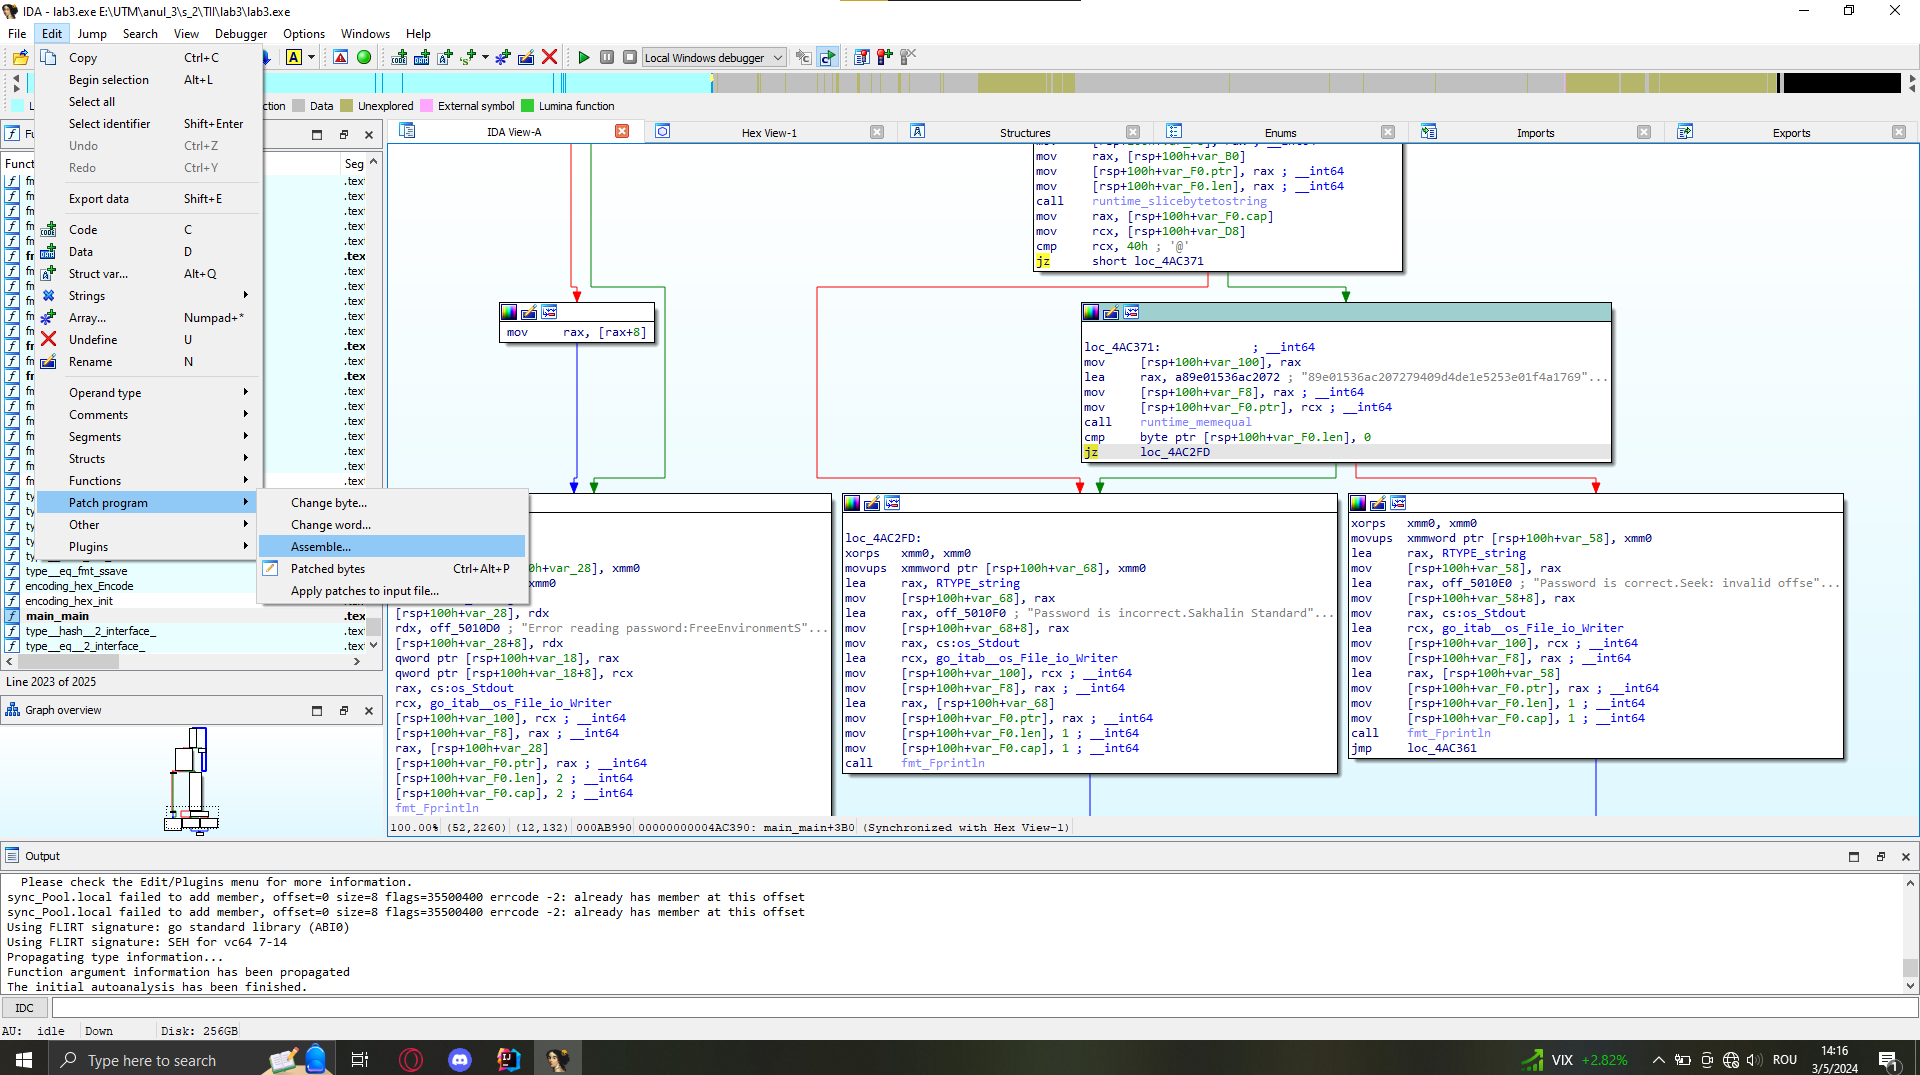 IDA - lab3.exe E:\UTM\anul_3\s_2\TII\lab3\lab3.exe
File Edit Jump Search View Debugger Options Windows Help
Local Windows debugger
Data Unexplored External symbol Lumina function
Copy Ctrl+C
Begin selection Alt+L
Select all
Select identifier Shift+Enter
Undo Ctrl+Z
Redo Ctrl+Y
Export data Shift+E
Code C
Data D
Struct var... Alt+Q
Strings
Array... Numpad+*
Undefine U
Rename N
Operand type
Comments
Segments
Structs
Functions
Patch program
Other
Plugins
Change byte...
Change word...
Assemble...
Patched bytes Ctrl+Alt+P
Apply patches to input file...
type__eq_fmt_ssave
encoding_hex_Encode
encoding_hex_init
main_main
type__hash__2_interface_
type__eq__2_interface_
Line 2023 of 2025
Graph overview
IDA View-A Hex View-1 Structures Enums Imports Exports
mov rax, [rsp+100h+var_B0]
mov [rsp+100h+var_F0.ptr], rax ; __int64
mov [rsp+100h+var_F0.len], rax ; __int64
call runtime_slicebytetostring
mov rax, [rsp+100h+var_F0.cap]
mov rcx, [rsp+100h+var_D8]
cmp rcx, 40h ; '@'
jz short loc_4AC371
mov rax, [rax+8]
loc_4AC371: ; __int64
mov [rsp+100h+var_100], rax
lea rax, a89e01536ac2072 ; "89e01536ac207279409d4de1e5253e01f4a1769"...
mov [rsp+100h+var_F8], rax ; __int64
mov [rsp+100h+var_F0.ptr], rcx ; __int64
call runtime_memequal
cmp byte ptr [rsp+100h+var_F0.len], 0
jz loc_4AC2FD
h+var_28], xmm0
xmm0
[rsp+100h+var_28], rdx
rdx, off_5010D0 ; "Error reading password:FreeEnvironmentS"...
[rsp+100h+var_28+8], rdx
qword ptr [rsp+100h+var_18], rax
qword ptr [rsp+100h+var_18+8], rcx
rax, cs:os_Stdout
rcx, go_itab__os_File_io_Writer
[rsp+100h+var_100], rcx ; __int64
[rsp+100h+var_F8], rax ; __int64
rax, [rsp+100h+var_28]
[rsp+100h+var_F0.ptr], rax ; __int64
[rsp+100h+var_F0.len], 2 ; __int64
[rsp+100h+var_F0.cap], 2 ; __int64
fmt_Fprintln
loc_4AC2FD:
xorps xmm0, xmm0
movups xmmword ptr [rsp+100h+var_68], xmm0
lea rax, RTYPE_string
mov [rsp+100h+var_68], rax
lea rax, off_5010F0 ; "Password is incorrect.Sakhalin Standard"...
mov [rsp+100h+var_68+8], rax
mov rax, cs:os_Stdout
lea rcx, go_itab__os_File_io_Writer
mov [rsp+100h+var_100], rcx ; __int64
mov [rsp+100h+var_F8], rax ; __int64
lea rax, [rsp+100h+var_68]
mov [rsp+100h+var_F0.ptr], rax ; __int64
mov [rsp+100h+var_F0.len], 1 ; __int64
mov [rsp+100h+var_F0.cap], 1 ; __int64
call fmt_Fprintln
xorps xmm0, xmm0
movups xmmword ptr [rsp+100h+var_58], xmm0
lea rax, RTYPE_string
mov [rsp+100h+var_58], rax
lea rax, off_5010E0 ; "Password is correct.Seek: invalid offse"...
mov [rsp+100h+var_58+8], rax
mov rax, cs:os_Stdout
lea rcx, go_itab__os_File_io_Writer
mov [rsp+100h+var_100], rcx ; __int64
mov [rsp+100h+var_F8], rax ; __int64
lea rax, [rsp+100h+var_58]
mov [rsp+100h+var_F0.ptr], rax ; __int64
mov [rsp+100h+var_F0.len], 1 ; __int64
mov [rsp+100h+var_F0.cap], 1 ; __int64
call fmt_Fprintln
jmp loc_4AC361
100.00% (52,2260) (12,132) 000AB990 00000000004AC390: main_main+3B0 (Synchronized with Hex View-1)
Output
Please check the Edit/Plugins menu for more information.
sync_Pool.local failed to add member, offset=0 size=8 flags=35500400 errcode -2: already has member at this offset
sync_Pool.local failed to add member, offset=0 size=8 flags=35500400 errcode -2: already has member at this offset
Using FLIRT signature: go standard library (ABI0)
Using FLIRT signature: SEH for vc64 7-14
Propagating type information...
Function argument information has been propagated
The initial autoanalysis has been finished.
IDC
AU: idle Down Disk: 256GB
Type here to search
VIX +2.82%
ROU
14:16
3/5/2024
1